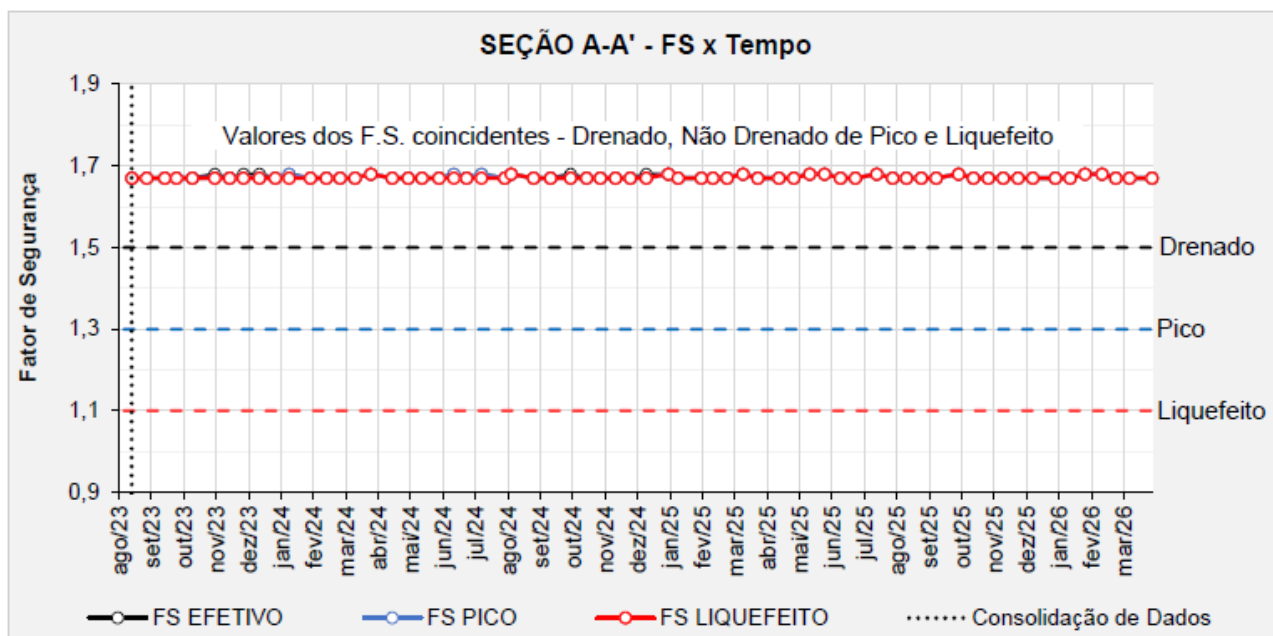 SEÇÃO A-A' - FS x Tempo
Fator de Segurança
1,9
1,7
1,5
1,3
1,1
0,9
Valores dos F.S. coincidentes - Drenado, Não Drenado de Pico e Liquefeito
Drenado
Pico
Liquefeito
ago/23
set/23
out/23
nov/23
dez/23
jan/24
fev/24
mar/24
abr/24
mai/24
jun/24
jul/24
ago/24
set/24
out/24
nov/24
dez/24
jan/25
fev/25
mar/25
abr/25
mai/25
jun/25
jul/25
ago/25
set/25
out/25
nov/25
dez/25
jan/26
fev/26
mar/26
FS EFETIVO
FS PICO
FS LIQUEFEITO
Consolidação de Dados